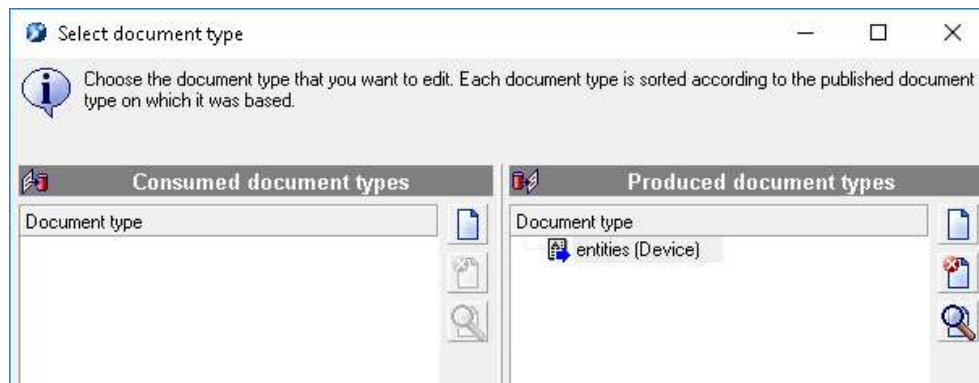 Select document type
Choose the document type that you want to edit. Each document type is sorted according to the published document
type on which it was based.
Consumed document types
Produced document types
Document type
Document type
entities (Device)